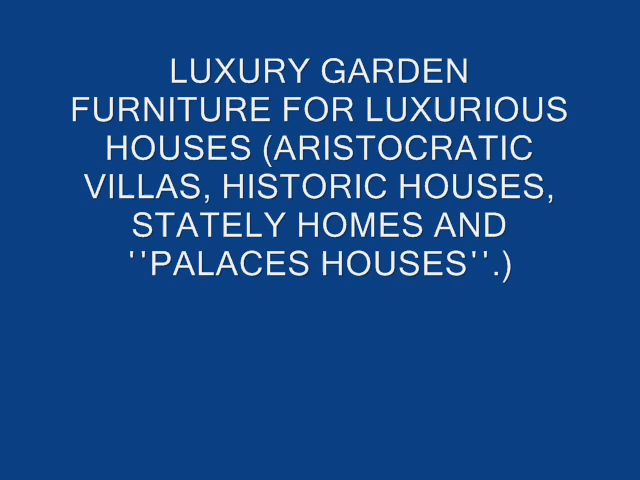 LUXURY GARDEN
FURNITURE FOR LUXURIOUS
HOUSES (ARISTOCRATIC
VILLAS, HISTORIC HOUSES,
STATELY HOMES AND
''PALACES HOUSES''.)